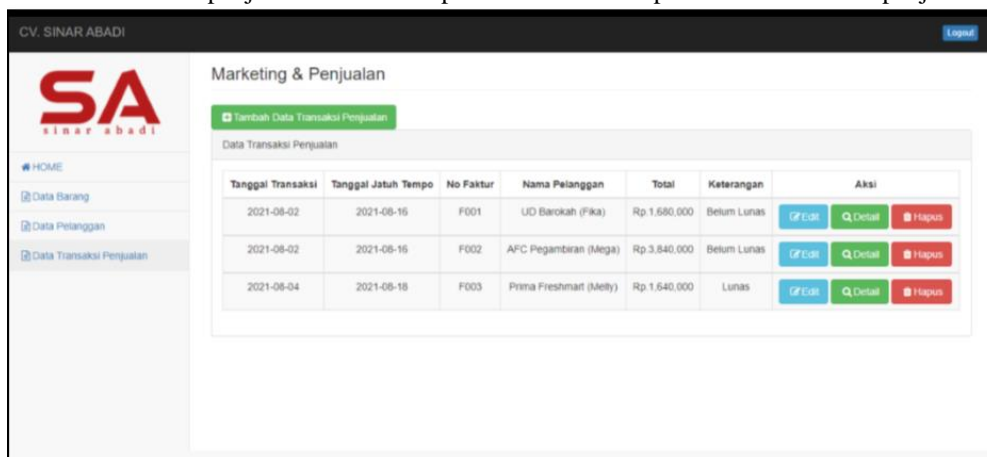 CV. SINAR ABADI
Logout
SA
sinar abadi
HOME
Data Barang
Data Pelanggan
Data Transaksi Penjualan
Marketing & Penjualan
Tambah Data Transaksi Penjualan
Data Transaksi Penjualan
Tanggal Transaksi Tanggal Jatuh Tempo No Faktur Nama Pelanggan Total Keterangan Aksi
2021-08-02 2021-08-16 F001 UD Barokah (Fika) Rp.1,680,000 Belum Lunas Edit Detail Hapus
2021-08-02 2021-08-16 F002 AFC Pegambiran (Mega) Rp.3,840,000 Belum Lunas Edit Detail Hapus
2021-08-04 2021-08-18 F003 Prima Freshmart (Melly) Rp.1,640,000 Lunas Edit Detail Hapus